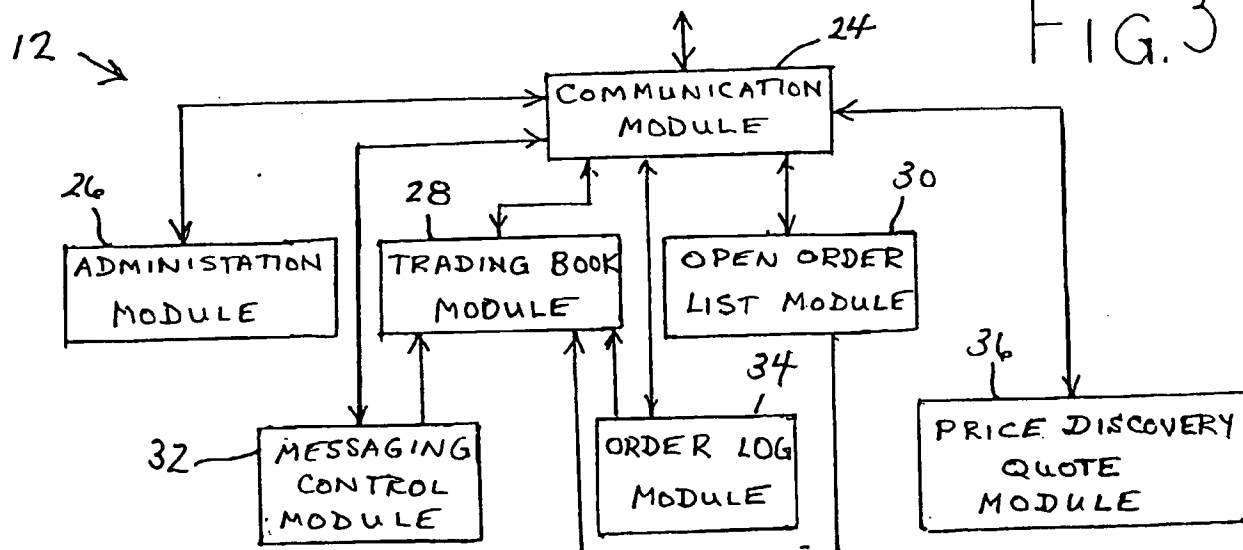 FIG. 3
12
24
COMMUNICATION
MODULE
26
28
30
ADMINISTATION
MODULE
TRADING BOOK
MODULE
OPEN ORDER
LIST MODULE
32
34
36
MESSAGING
CONTROL
MODULE
ORDER LOG
MODULE
PRICE DISCOVERY
QUOTE
MODULE